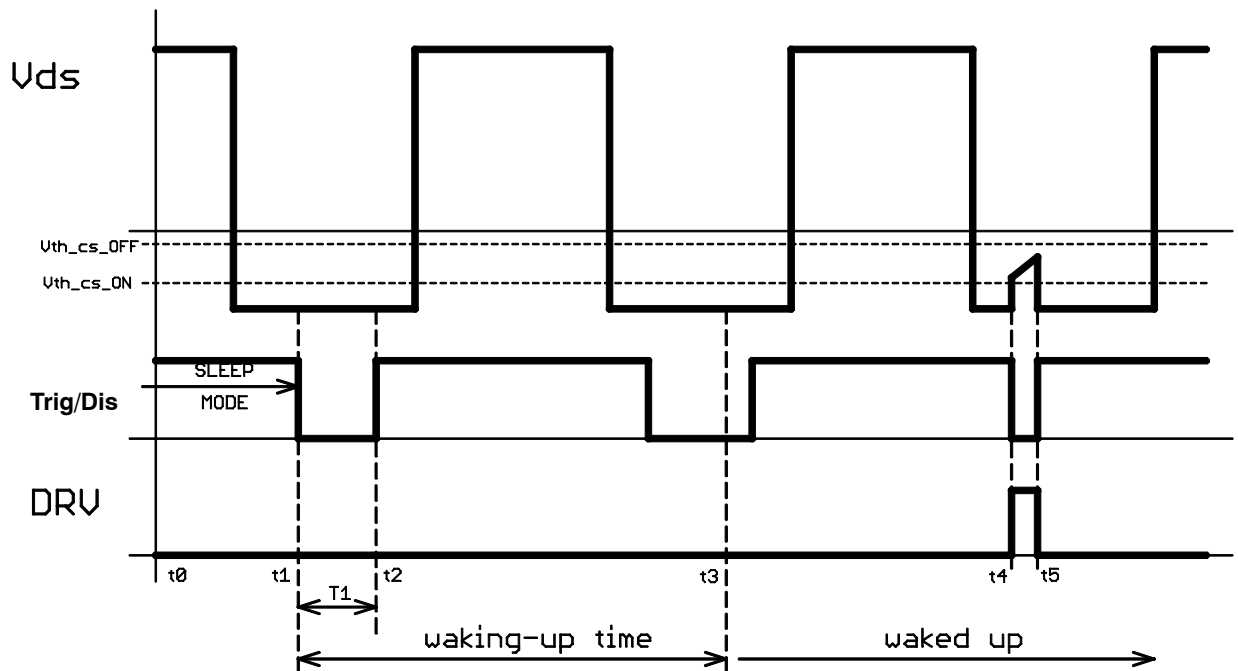 Vds
Vth_cs_OFF
Vth_cs_ON
SLEEP
MODE
Trig/Dis
DRV
t0 t1 t2 t3 t4 t5
T1
waking-up time waked up